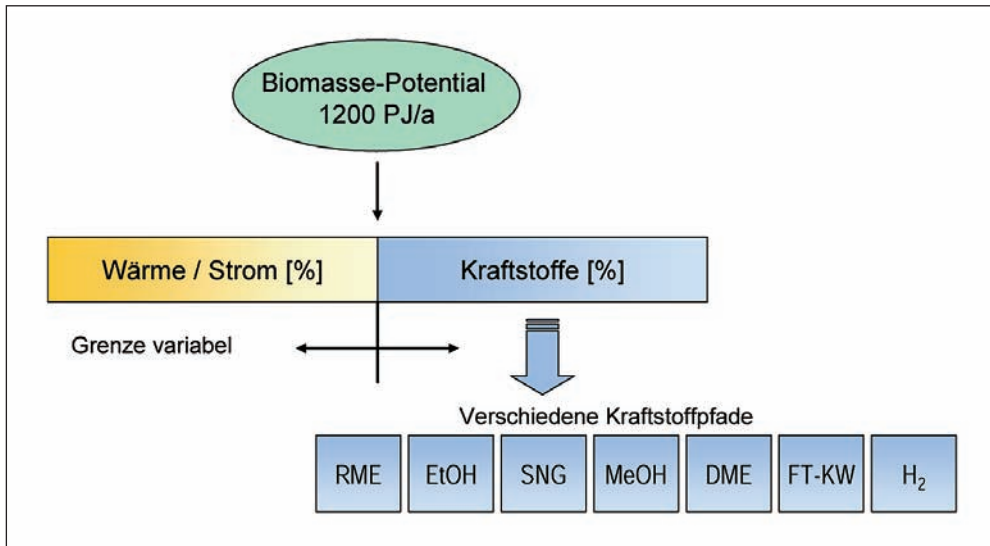 Biomasse-Potential
1200 PJ/a
Wärme / Strom [%]
Kraftstoffe [%]
Grenze variabel
Verschiedene Kraftstoffpfade
RME
EtOH
SNG
MeOH
DME
FT-KW
H₂